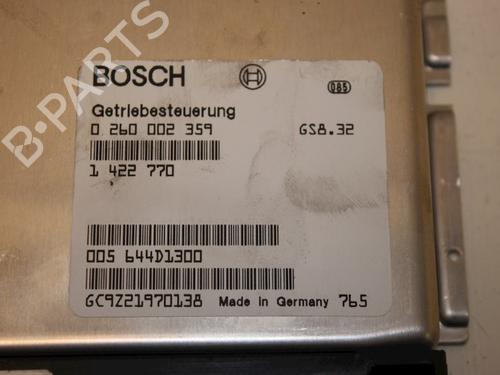 BOSCH
085
Getriebesteuerung
0 260 002 359 GS8.32
1 422 770
005 644D1300
GC9Z21970138 Made in Germany 765
B-PARTS